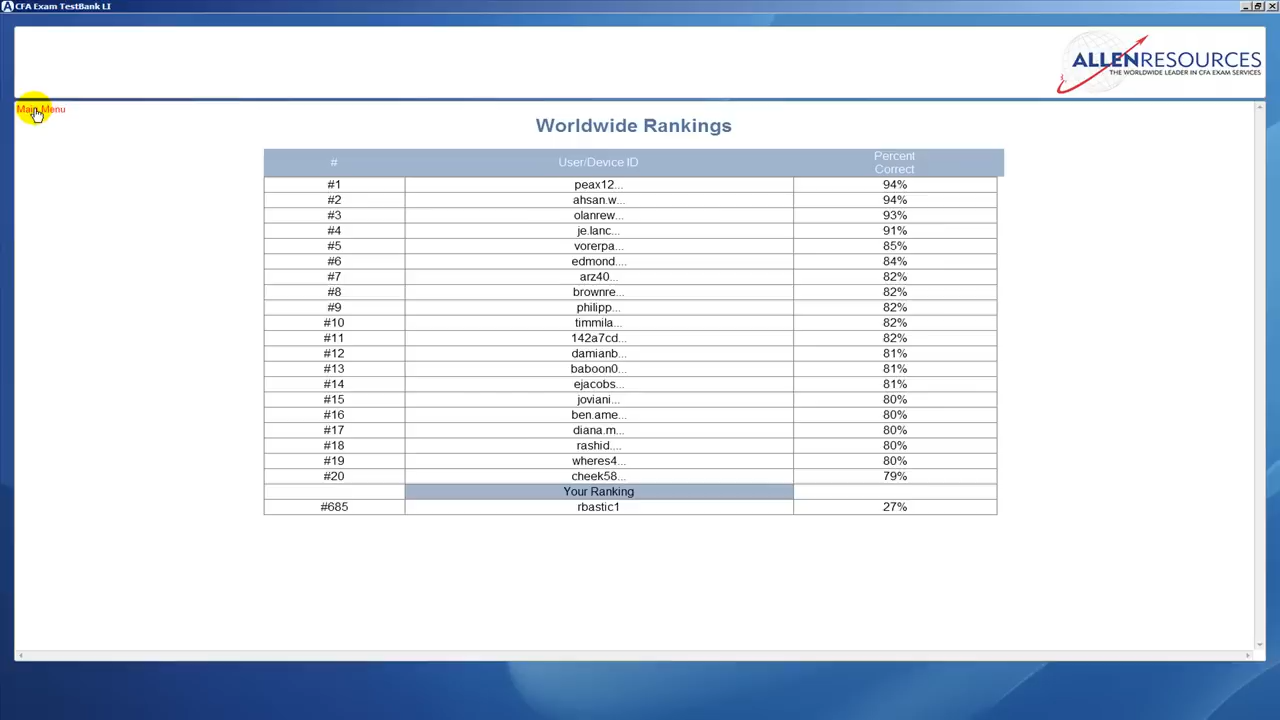 CFA Exam TestBank LI
ALLENRESOURCES
THE WORLDWIDE LEADER IN CFA EXAM SERVICES
Main Menu
Worldwide Rankings
# User/Device ID Percent Correct
#1 peax12... 94%
#2 ahsan.w... 94%
#3 olanrew... 93%
#4 je.lanc... 91%
#5 vorerpa... 85%
#6 edmond.... 84%
#7 arz40... 82%
#8 brownre... 82%
#9 philipp... 82%
#10 timmila... 82%
#11 142a7cd... 82%
#12 damianb... 81%
#13 baboon0... 81%
#14 ejacobs... 81%
#15 joviani... 80%
#16 ben.ame... 80%
#17 diana.m... 80%
#18 rashid.... 80%
#19 wheres4... 80%
#20 cheek58... 79%
Your Ranking
#685 rbastic1 27%